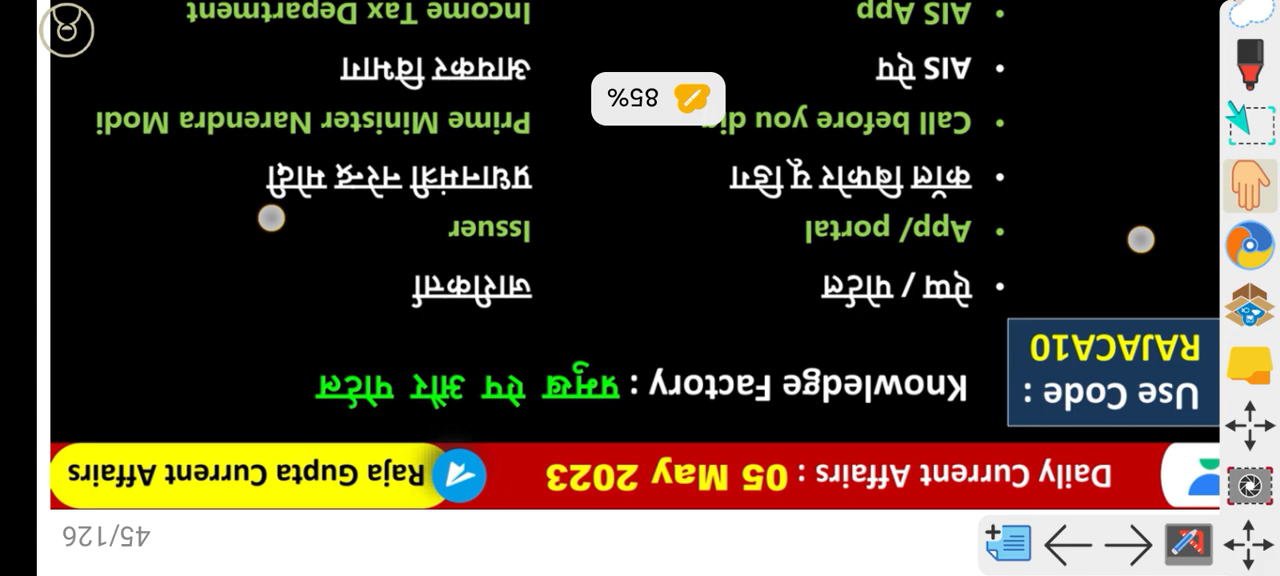 45/126
Daily Current Affairs : 05 May 2023
Raja Gupta Current Affairs
Use Code :
RAJACA10
Knowledge Factory : प्रमुख ऐप और पोर्टल
• ऐप्प / पोर्टल जारीकर्ता
• App/ portal Issuer
• कॉल बिफोर यू डिग प्रधानमंत्री नरेन्द्र मोदी
• Call before you dig Prime Minister Narendra Modi
85%
• AIS ऐप आयकर विभाग
• AIS App Income Tax Department